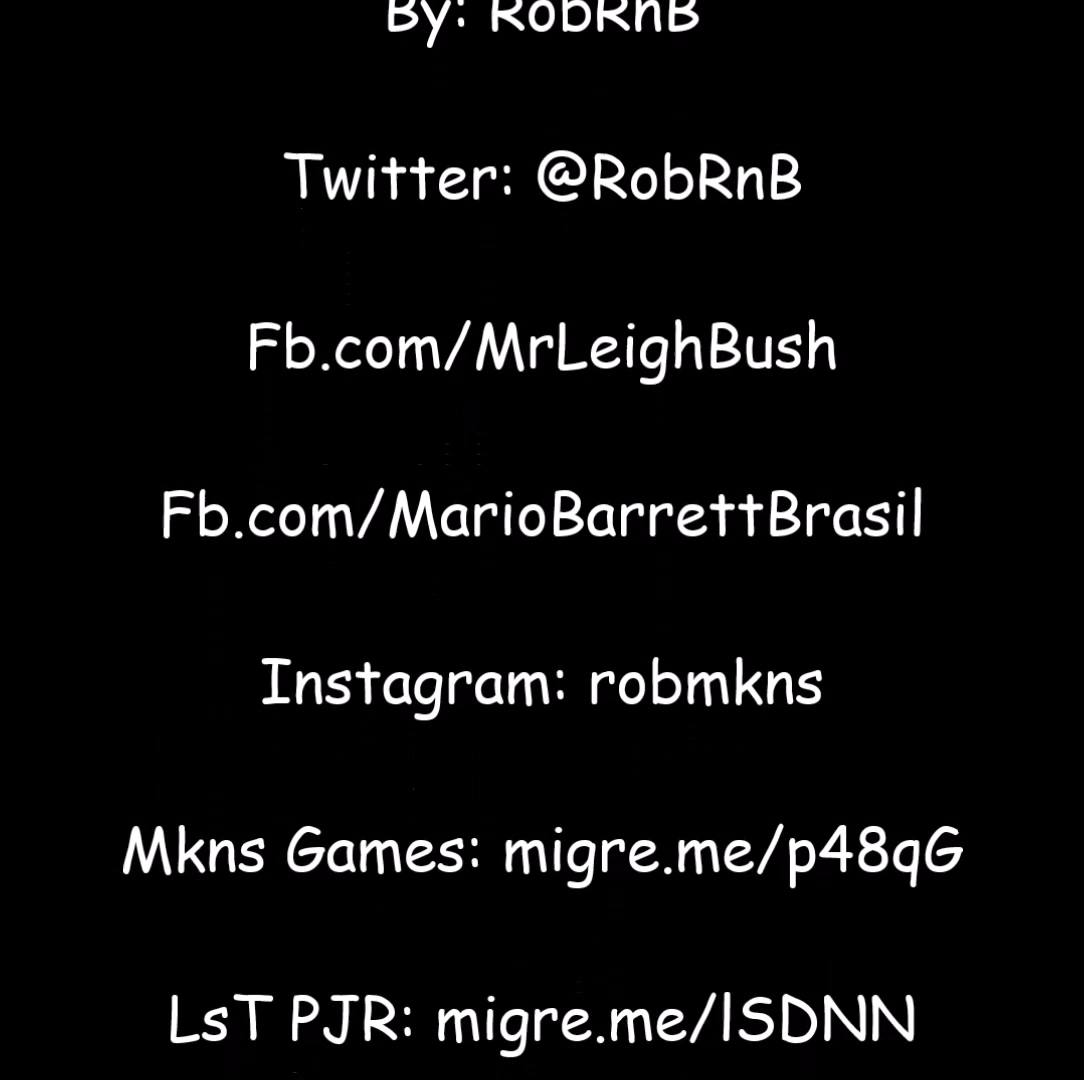 By: RobRnB
Twitter: @RobRnB
Fb.com/MrLeighBush
Fb.com/MarioBarrettBrasil
Instagram: robmkns
Mkns Games: migre.me/p48qG
LsT PJR: migre.me/lSDNN